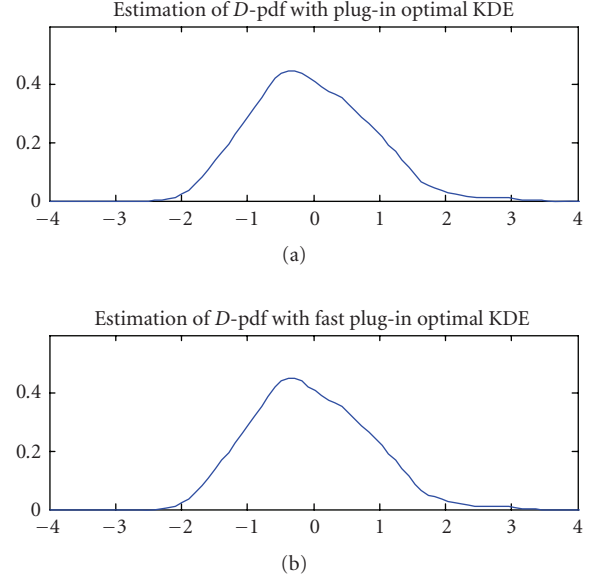 Estimation of D-pdf with plug-in optimal KDE
0.4
0.2
0
−4 −3 −2 −1 0 1 2 3 4
(a)
Estimation of D-pdf with fast plug-in optimal KDE
0.4
0.2
0
−4 −3 −2 −1 0 1 2 3 4
(b)